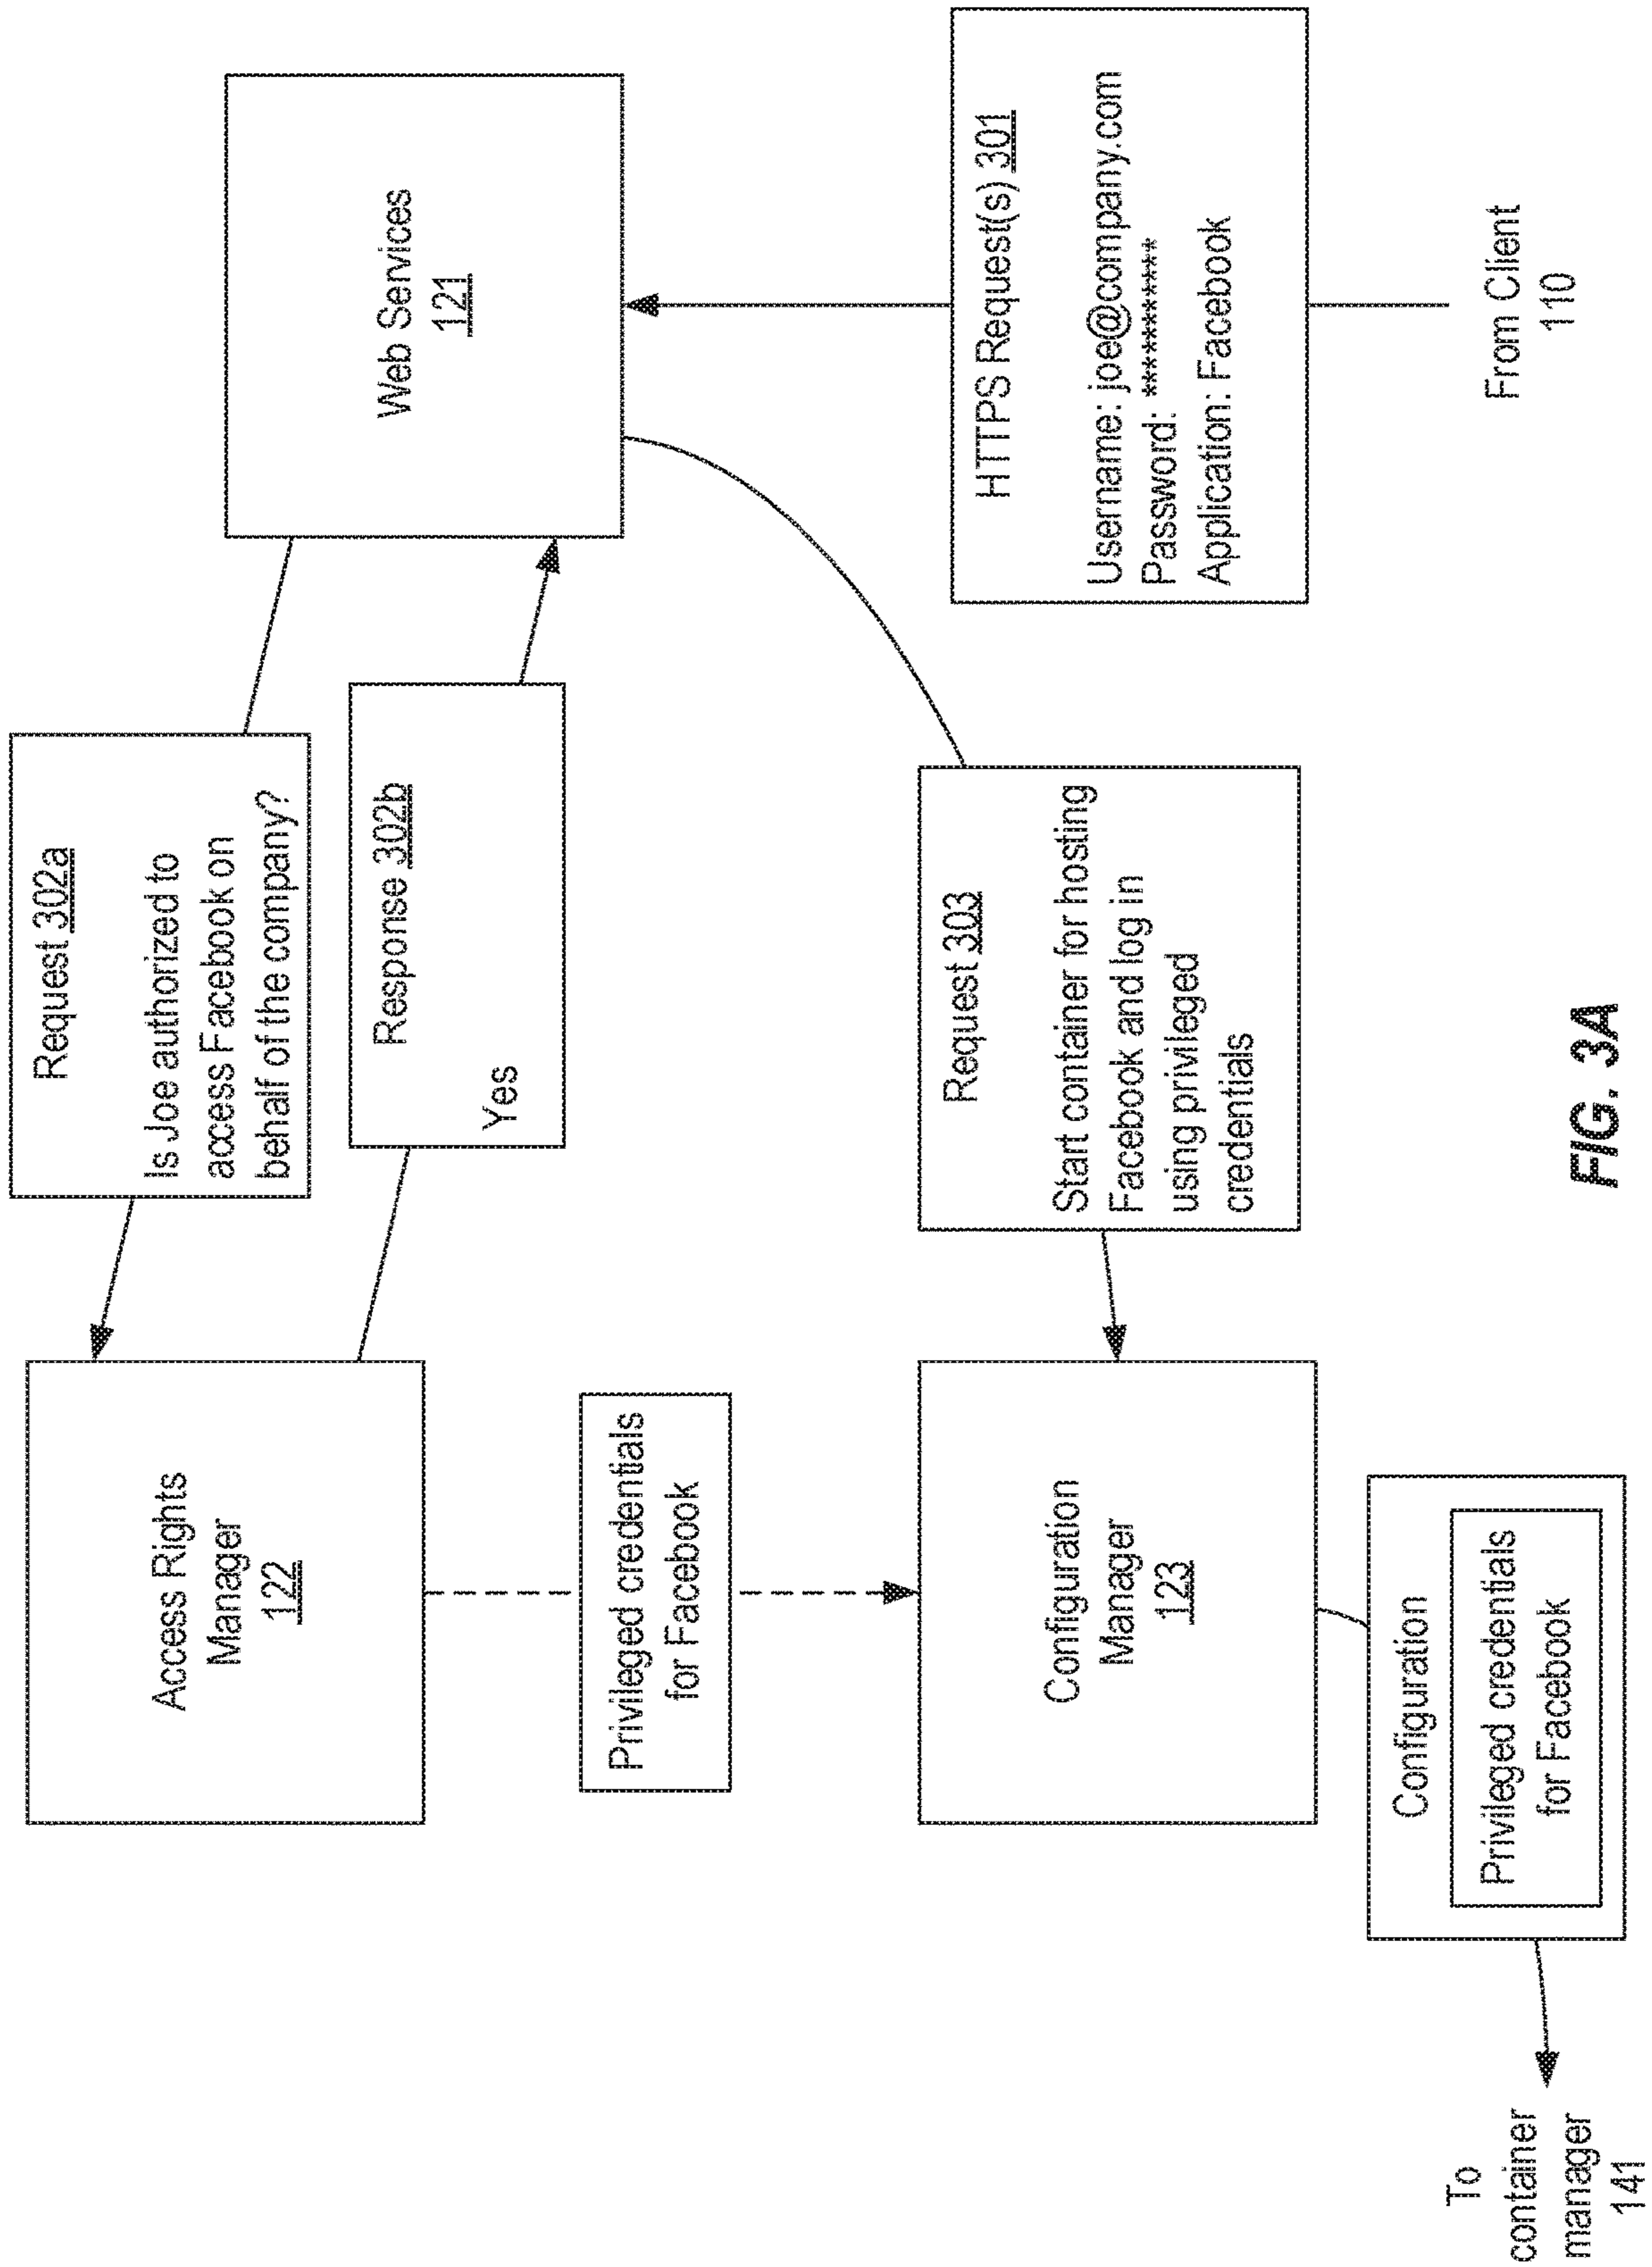 Access Rights
Manager
122
Request 302a
Is Joe authorized to
access Facebook on
behalf of the company?
Response 302b
Yes
Web Services
121
Privileged credentials
for Facebook
Configuration
Manager
123
Request 303
Start container for hosting
Facebook and log in
using privileged
credentials
HTTPS Request(s) 301
Username: joe@company.com
Password: ***********
Application: Facebook
From Client
110
Configuration
Privileged credentials
for Facebook
To
container
manager
141
FIG. 3A